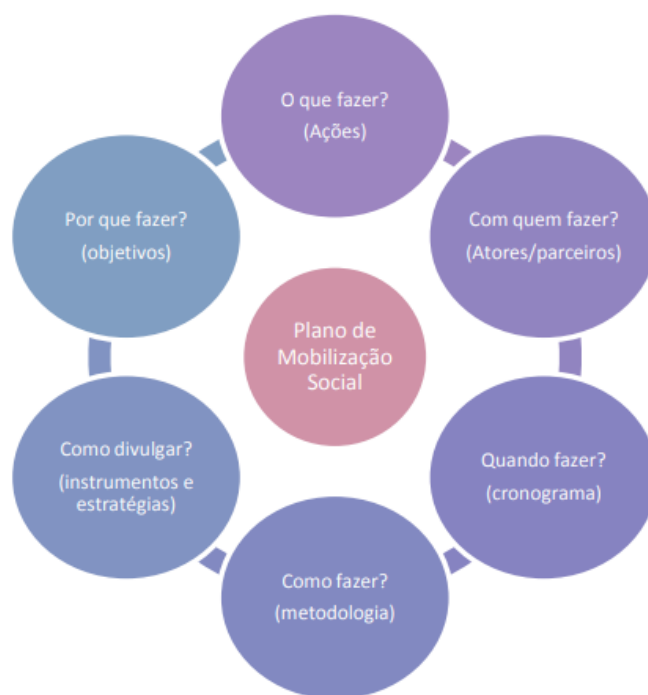 O que fazer?
(Ações)
Com quem fazer?
(Atores/parceiros)
Quando fazer?
(cronograma)
Como fazer?
(metodologia)
Como divulgar?
(instrumentos e
estratégias)
Por que fazer?
(objetivos)
Plano de
Mobilização
Social